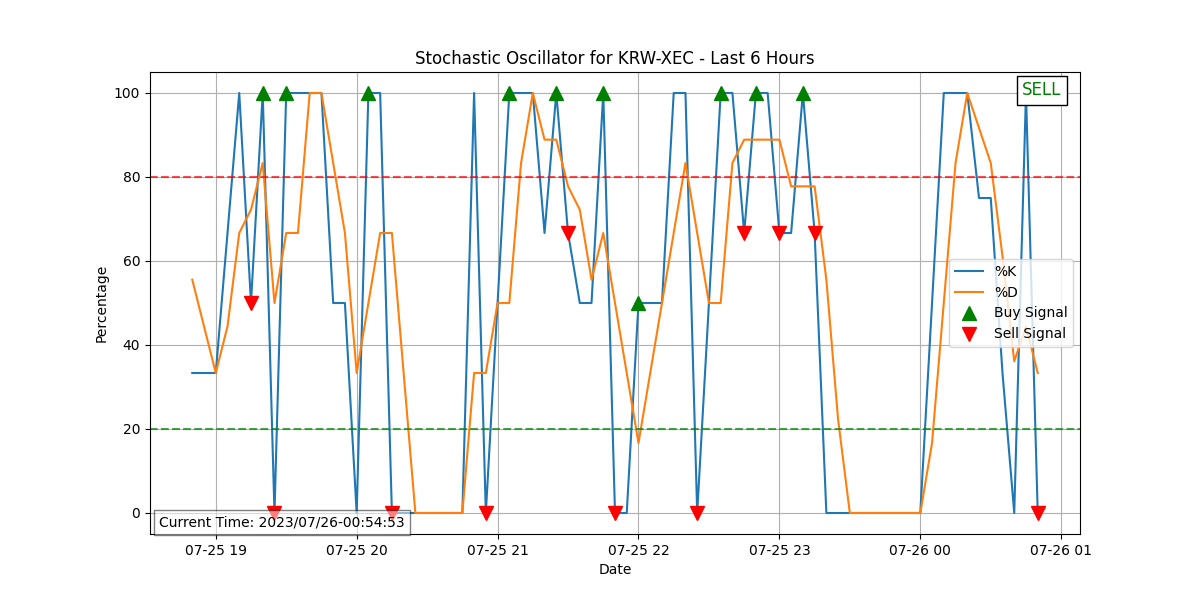 Stochastic Oscillator for KRW-XEC - Last 6 Hours
SELL
100
80
60
40
20
0
Percentage
%K
%D
Buy Signal
Sell Signal
Current Time: 2023/07/26-00:54:53
07-25 19
07-25 20
07-25 21
07-25 22
07-25 23
07-26 00
07-26 01
Date